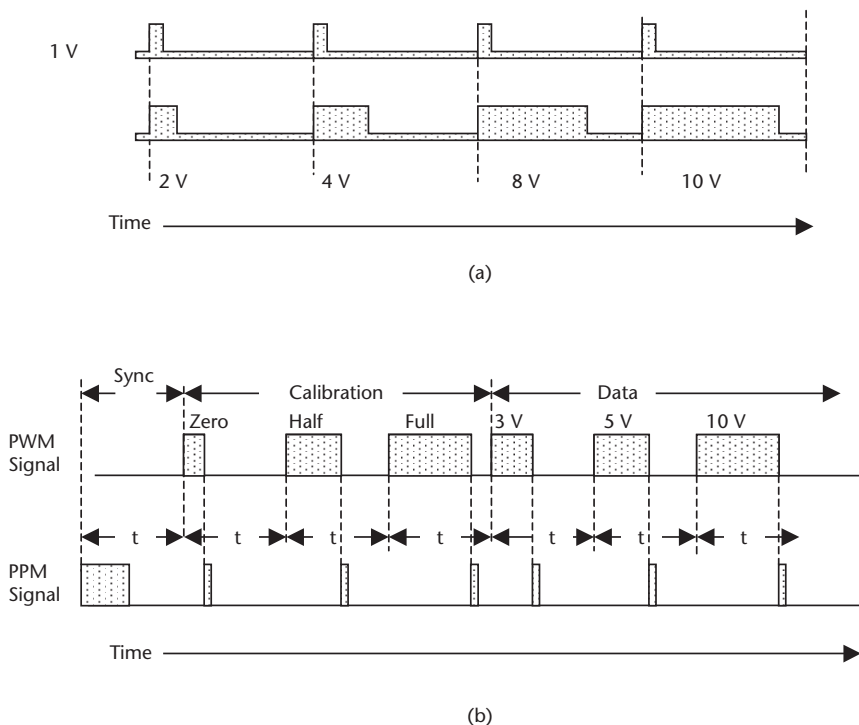 1 V
2 V 4 V 8 V 10 V
Time
(a)
Sync Calibration Data
Zero Half Full 3 V 5 V 10 V
PWM
Signal
t t t t t t t
PPM
Signal
Time
(b)